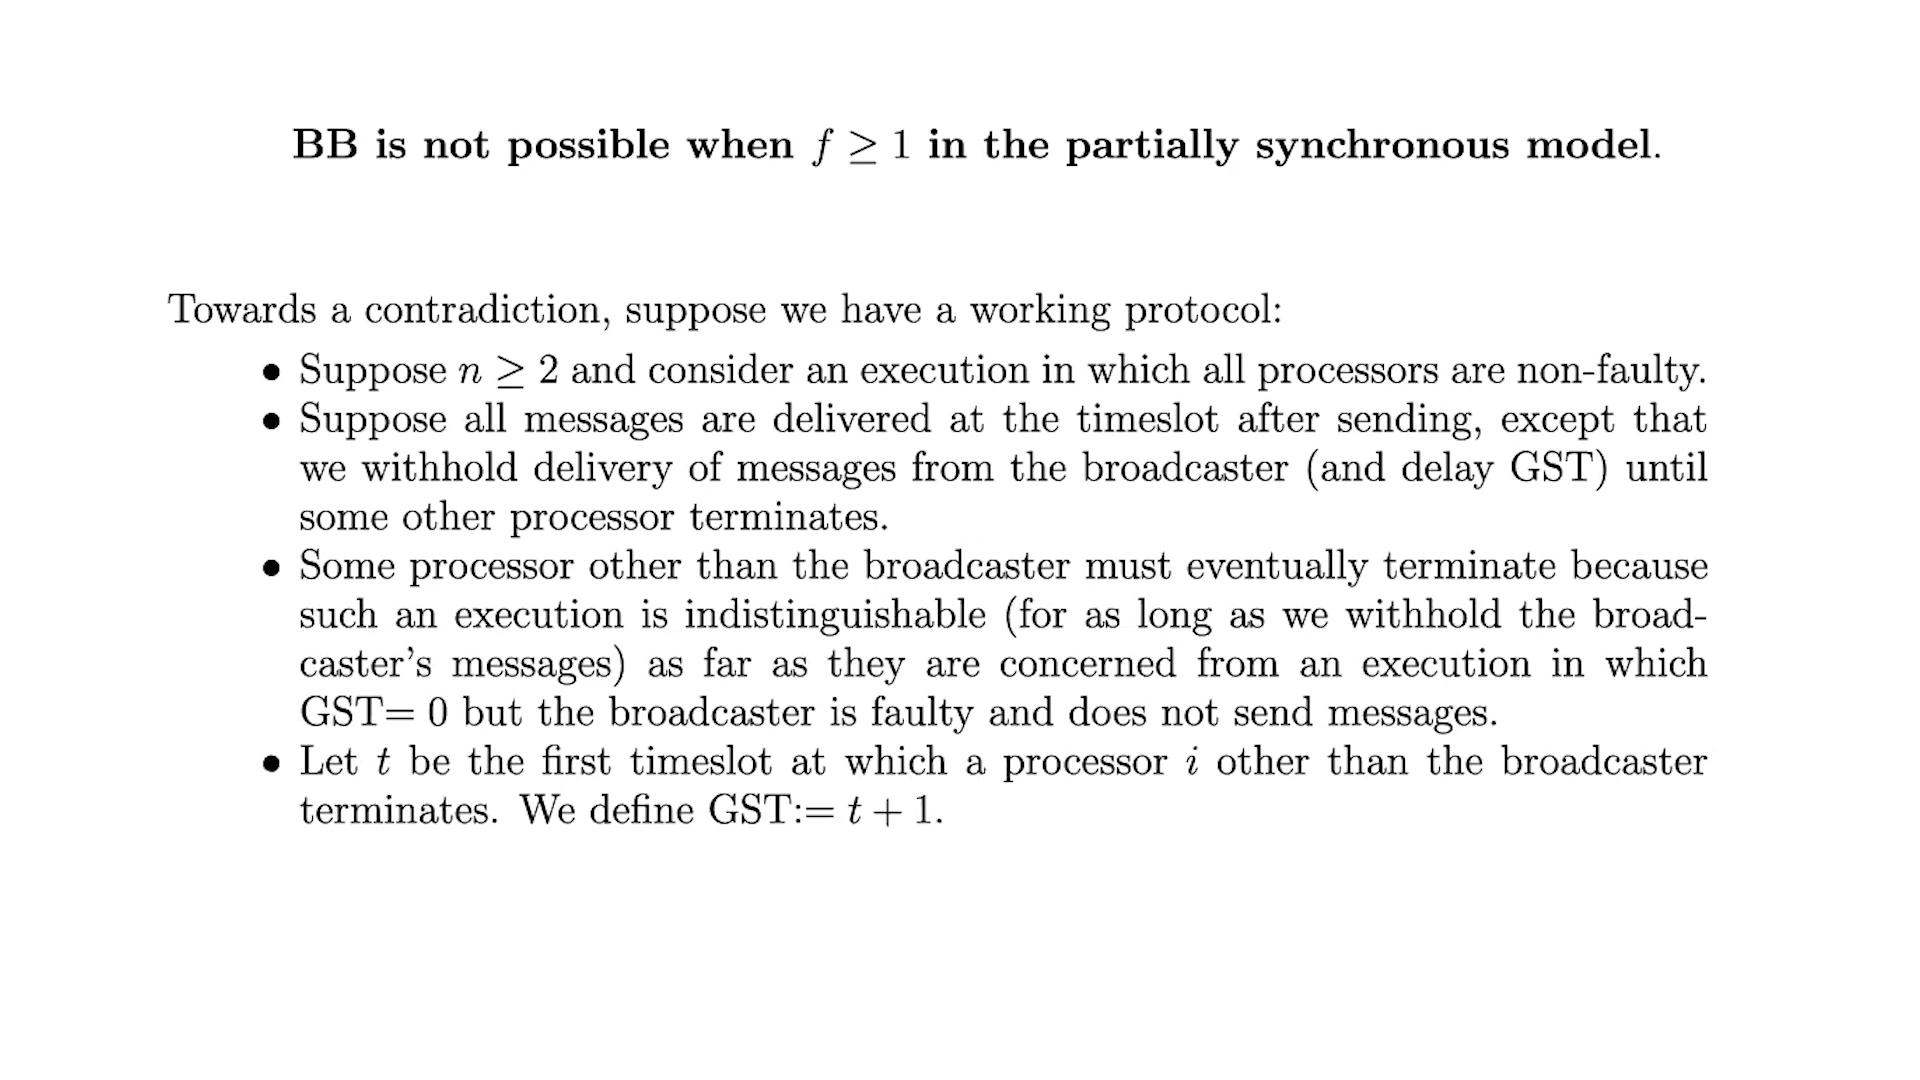 BB is not possible when f ≥ 1 in the partially synchronous model.
Towards a contradiction, suppose we have a working protocol:
• Suppose n ≥ 2 and consider an execution in which all processors are non-faulty.
• Suppose all messages are delivered at the timeslot after sending, except that
we withhold delivery of messages from the broadcaster (and delay GST) until
some other processor terminates.
• Some processor other than the broadcaster must eventually terminate because
such an execution is indistinguishable (for as long as we withhold the broad-
caster's messages) as far as they are concerned from an execution in which
GST= 0 but the broadcaster is faulty and does not send messages.
• Let t be the first timeslot at which a processor i other than the broadcaster
terminates. We define GST:= t + 1.